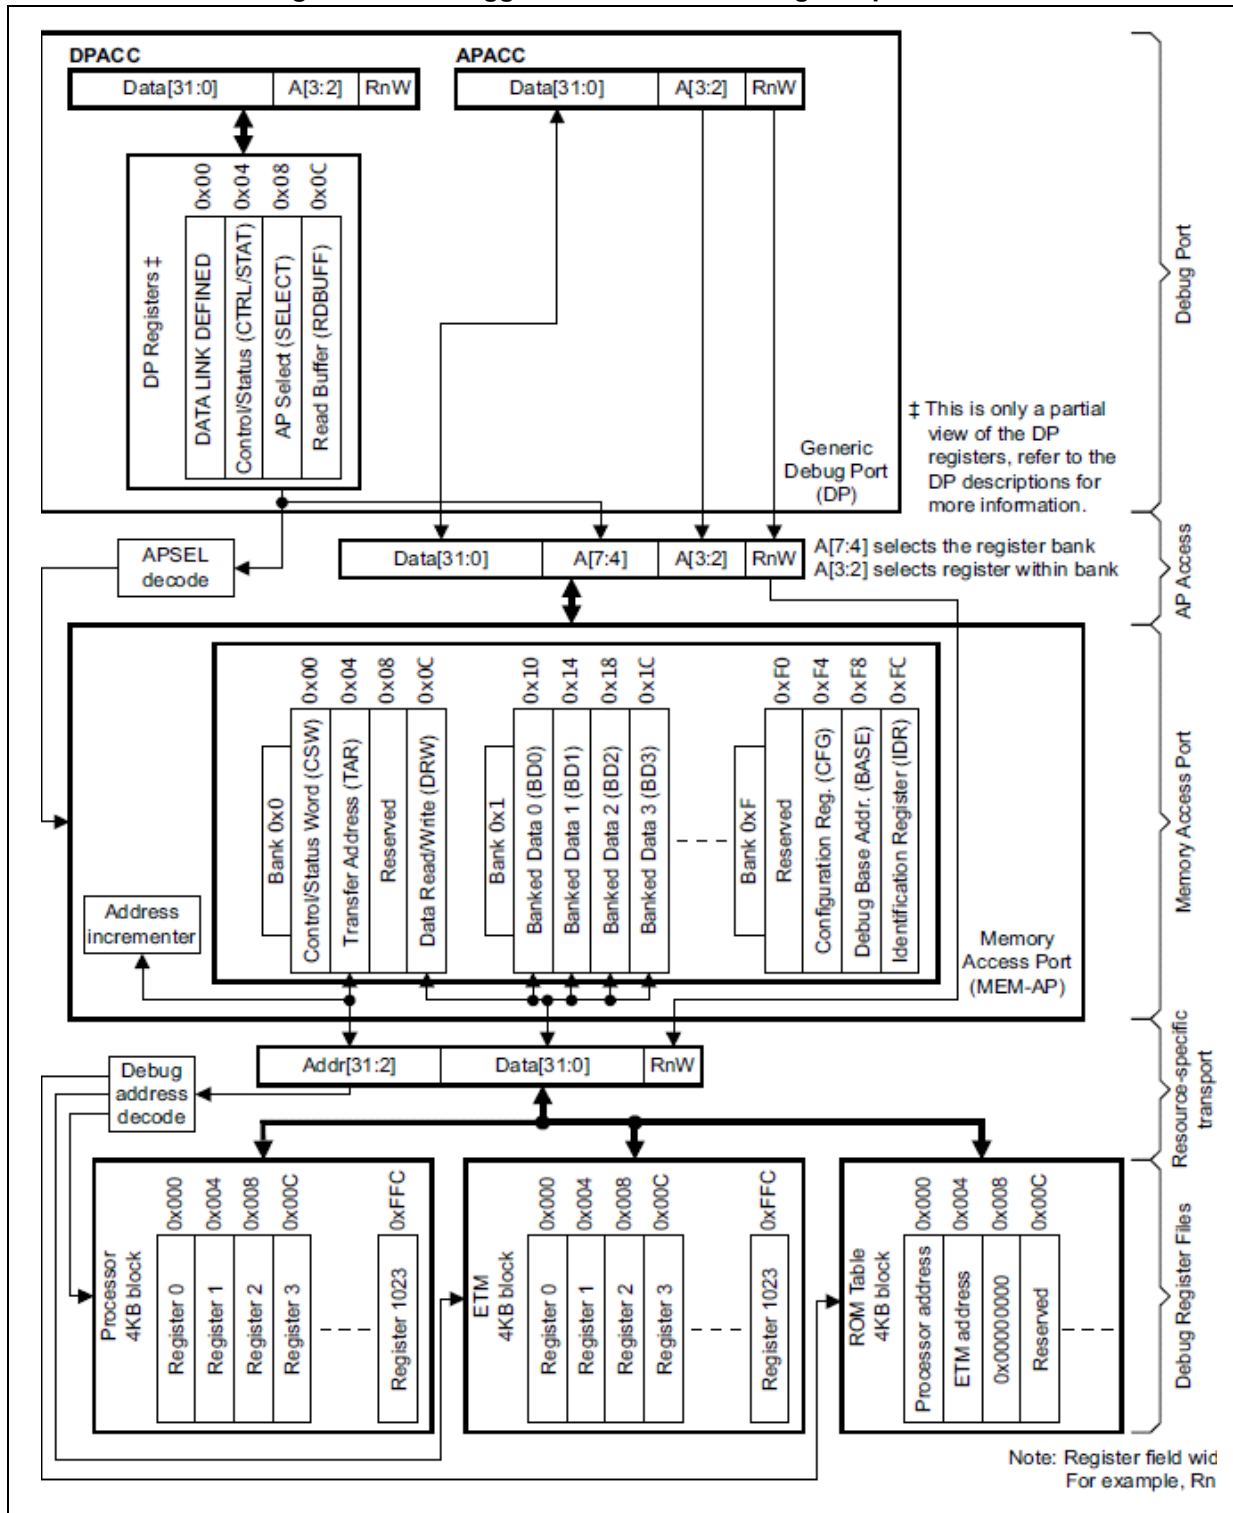 DPACC
Data[31:0] A[3:2] RnW
APACC
Data[31:0] A[3:2] RnW
DP Registers ‡
DATA LINK DEFINED 0x00
Control/Status (CTRL/STAT) 0x04
AP Select (SELECT) 0x08
Read Buffer (RDBUFF) 0x0C
Generic
Debug Port
(DP)
‡ This is only a partial
view of the DP
registers, refer to the
DP descriptions for
more information.
Debug Port
APSEL
decode
Data[31:0] A[7:4] A[3:2] RnW
A[7:4] selects the register bank
A[3:2] selects register within bank
AP Access
Bank 0x0
Control/Status Word (CSW) 0x00
Transfer Address (TAR) 0x04
Reserved 0x08
Data Read/Write (DRW) 0x0C
Bank 0x1
Banked Data 0 (BD0) 0x10
Banked Data 1 (BD1) 0x14
Banked Data 2 (BD2) 0x18
Banked Data 3 (BD3) 0x1C
Bank 0xF
Reserved 0xF0
Configuration Reg. (CFG) 0xF4
Debug Base Addr. (BASE) 0xF8
Identification Register (IDR) 0xFC
Address
incrementer
Memory
Access Port
(MEM-AP)
Memory Access Port
Debug
address
decode
Addr[31:2] Data[31:0] RnW
Resource-specific
transport
Processor
4KB block
Register 0 0x000
Register 1 0x004
Register 2 0x008
Register 3 0x00C
Register 1023 0xFFC
ETM
4KB block
Register 0 0x000
Register 1 0x004
Register 2 0x008
Register 3 0x00C
Register 1023 0xFFC
ROM Table
4KB block
Processor address 0x000
ETM address 0x004
0x00000000 0x008
Reserved 0x00C
Debug Register Files
Note: Register field wid
For example, Rn